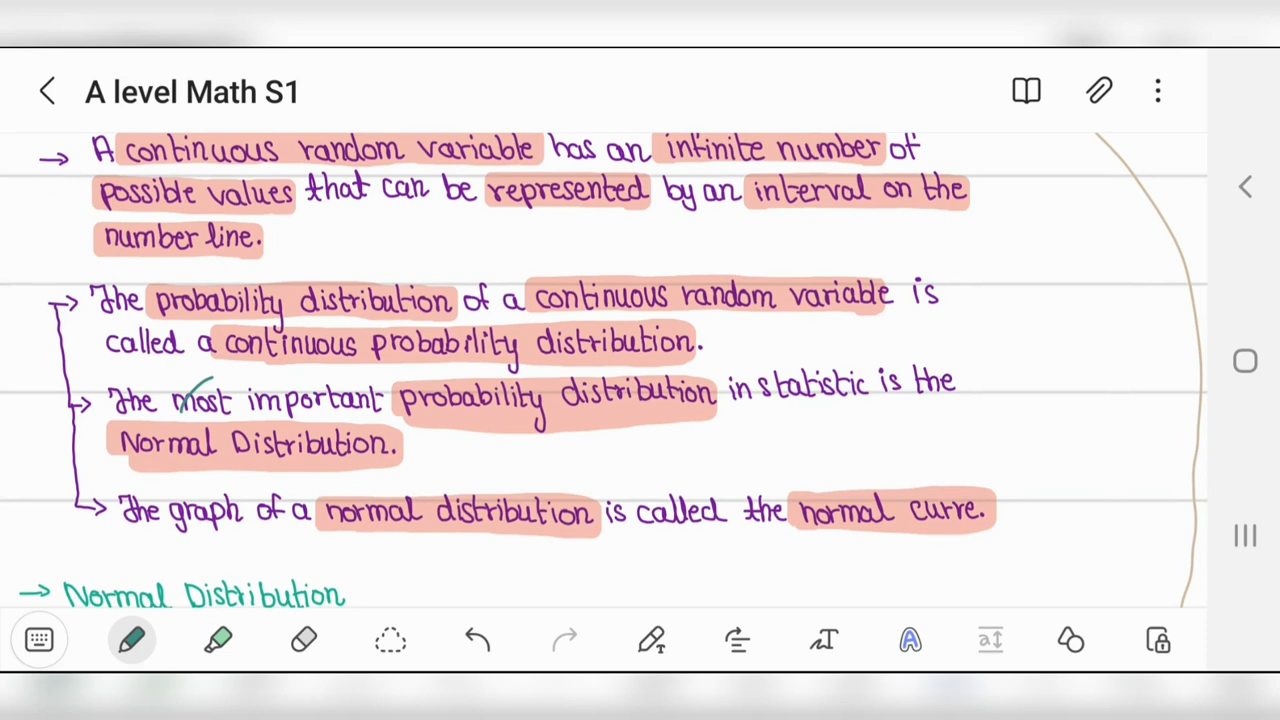 A level Math S1
→ A continuous random variable has an infinite number of
possible values that can be represented by an interval on the
number line.
→ The probability distribution of a continuous random variable is
called a continuous probability distribution.
→ The most important probability distribution in statistic is the
Normal Distribution.
→ The graph of a normal distribution is called the normal curve.
→ Normal Distribution